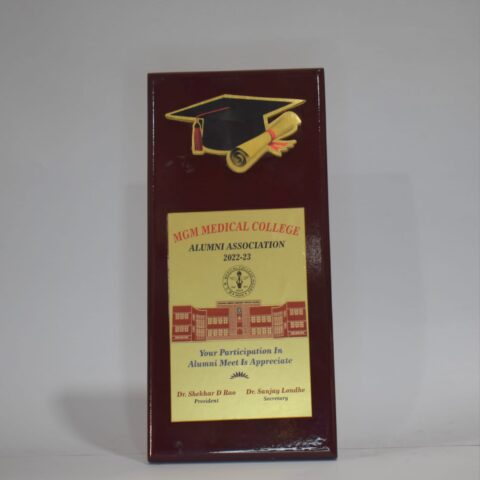 MGM MEDICAL COLLEGE
ALUMNI ASSOCIATION
2022-23
Your Participation In
Alumni Meet Is Appreciate
Dr. Shekhar D Rao Dr. Sanjay Londhe
President Secretary